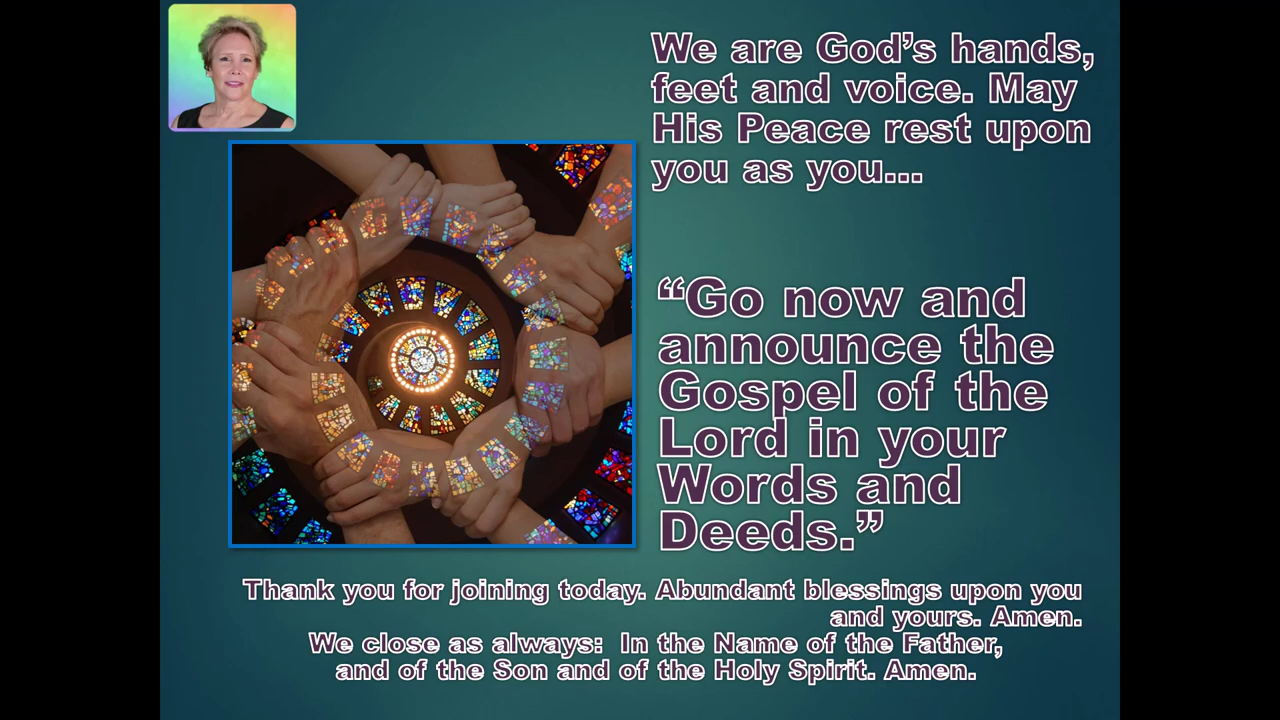 We are God’s hands,
feet and voice. May
His Peace rest upon
you as you...
“Go now and
announce the
Gospel of the
Lord in your
Words and
Deeds.”
Thank you for joining today. Abundant blessings upon you
and yours. Amen.
We close as always: In the Name of the Father,
and of the Son and of the Holy Spirit. Amen.